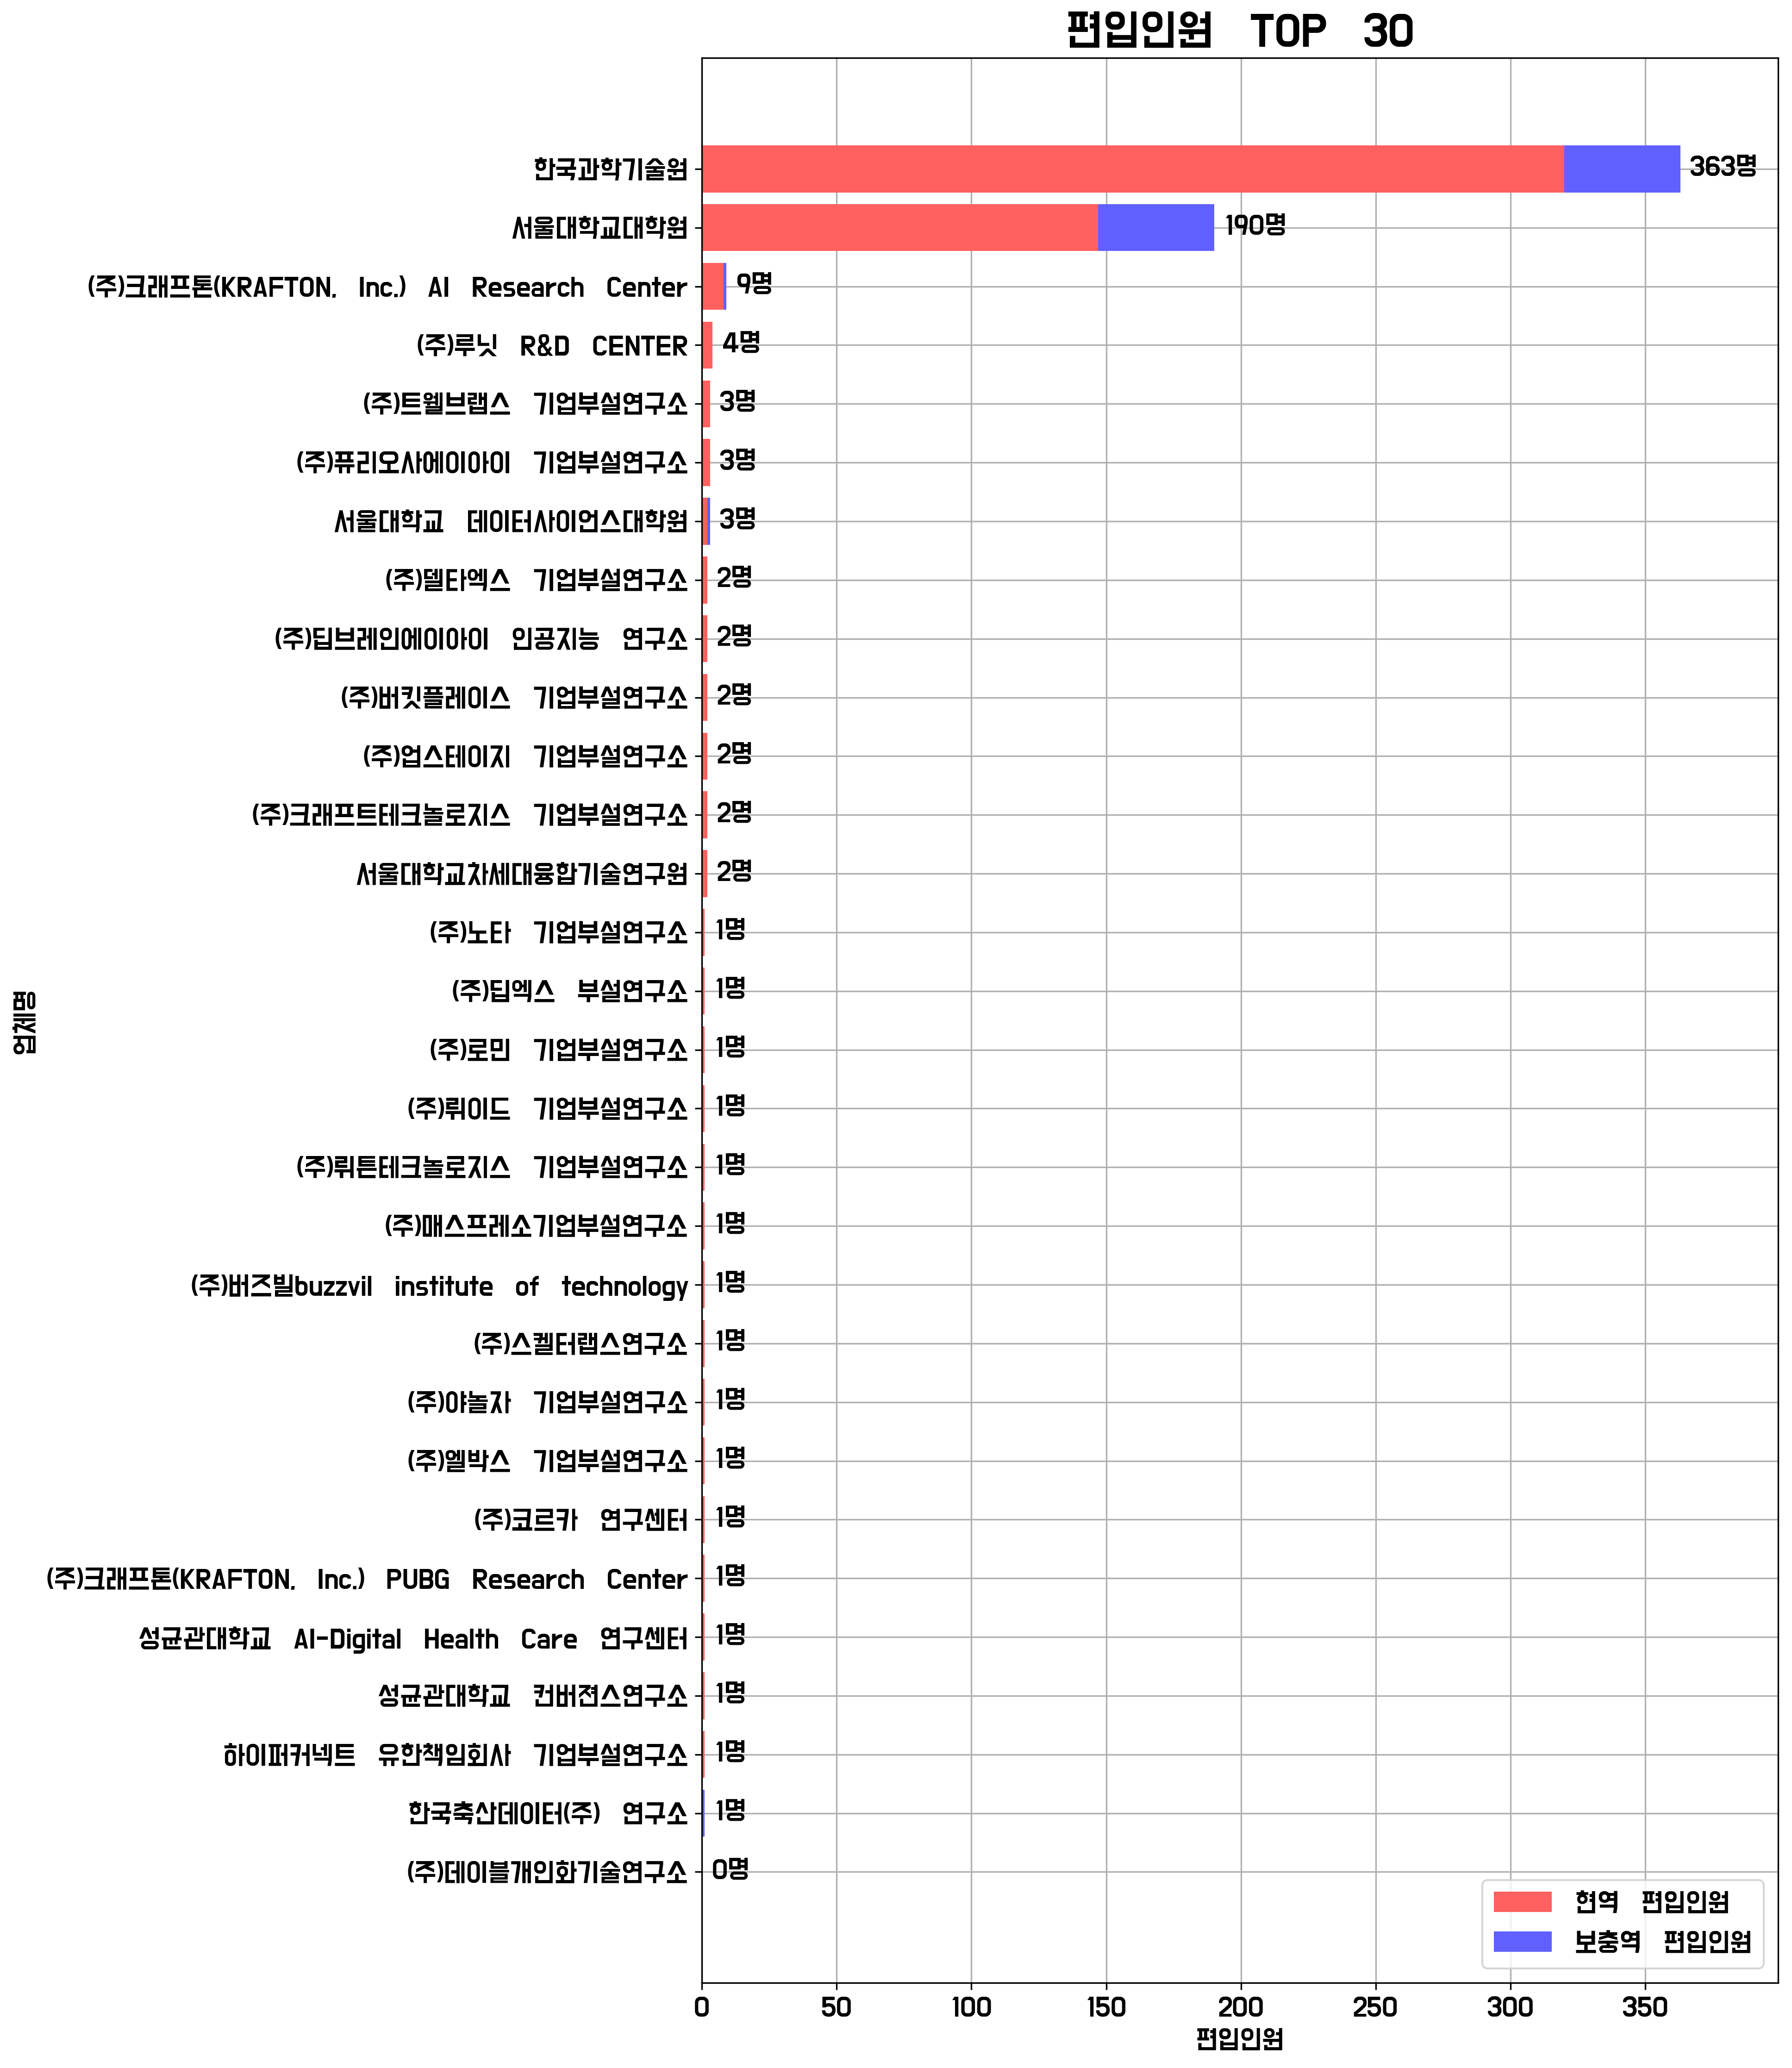 편입인원 TOP 30
한국과학기술원 363명
서울대학교대학원 190명
(주)크래프톤(KRAFTON, Inc.) AI Research Center 9명
(주)루닛 R&D CENTER 4명
(주)트웰브랩스 기업부설연구소 3명
(주)퓨리오사에이아이 기업부설연구소 3명
서울대학교 데이터사이언스대학원 3명
(주)델타엑스 기업부설연구소 2명
(주)딥브레인에이아이 인공지능 연구소 2명
(주)버킷플레이스 기업부설연구소 2명
(주)업스테이지 기업부설연구소 2명
(주)크래프트테크놀로지스 기업부설연구소 2명
서울대학교차세대융합기술연구원 2명
(주)노타 기업부설연구소 1명
(주)딥엑스 부설연구소 1명
(주)로민 기업부설연구소 1명
(주)뤼이드 기업부설연구소 1명
(주)뤼튼테크놀로지스 기업부설연구소 1명
(주)매스프레소기업부설연구소 1명
(주)버즈빌buzzvil institute of technology 1명
(주)스켈터랩스연구소 1명
(주)야놀자 기업부설연구소 1명
(주)엘박스 기업부설연구소 1명
(주)코르카 연구센터 1명
(주)크래프톤(KRAFTON, Inc.) PUBG Research Center 1명
성균관대학교 AI-Digital Health Care 연구센터 1명
성균관대학교 컨버젼스연구소 1명
하이퍼커넥트 유한책임회사 기업부설연구소 1명
한국축산데이터(주) 연구소 1명
(주)데이블개인화기술연구소 0명
업체명
현역 편입인원
보충역 편입인원
0 50 100 150 200 250 300 350
편입인원